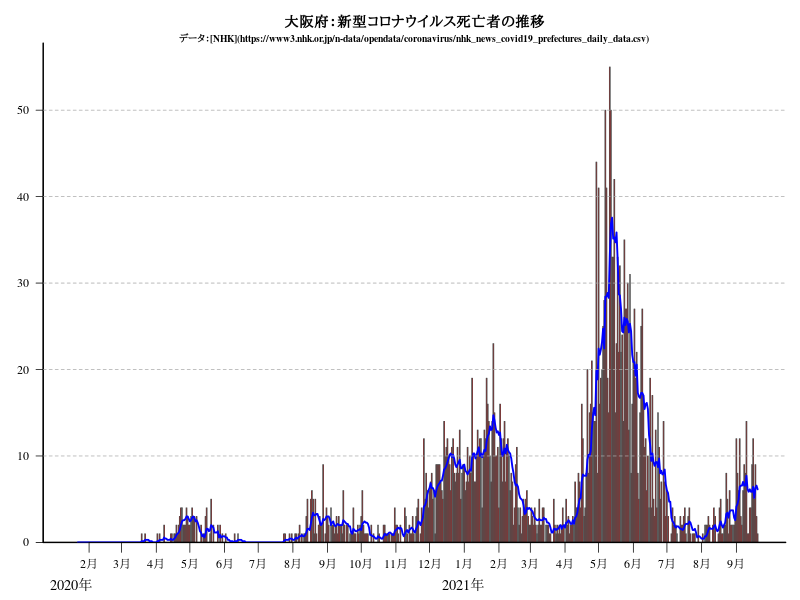 大阪府：新型コロナウイルス死亡者の推移
データ：[NHK](https://www3.nhk.or.jp/n-data/opendata/coronavirus/nhk_news_covid19_prefectures_daily_data.csv)
50
40
30
20
10
0
2月 3月 4月 5月 6月 7月 8月 9月 10月 11月 12月 1月 2月 3月 4月 5月 6月 7月 8月 9月
2020年 2021年